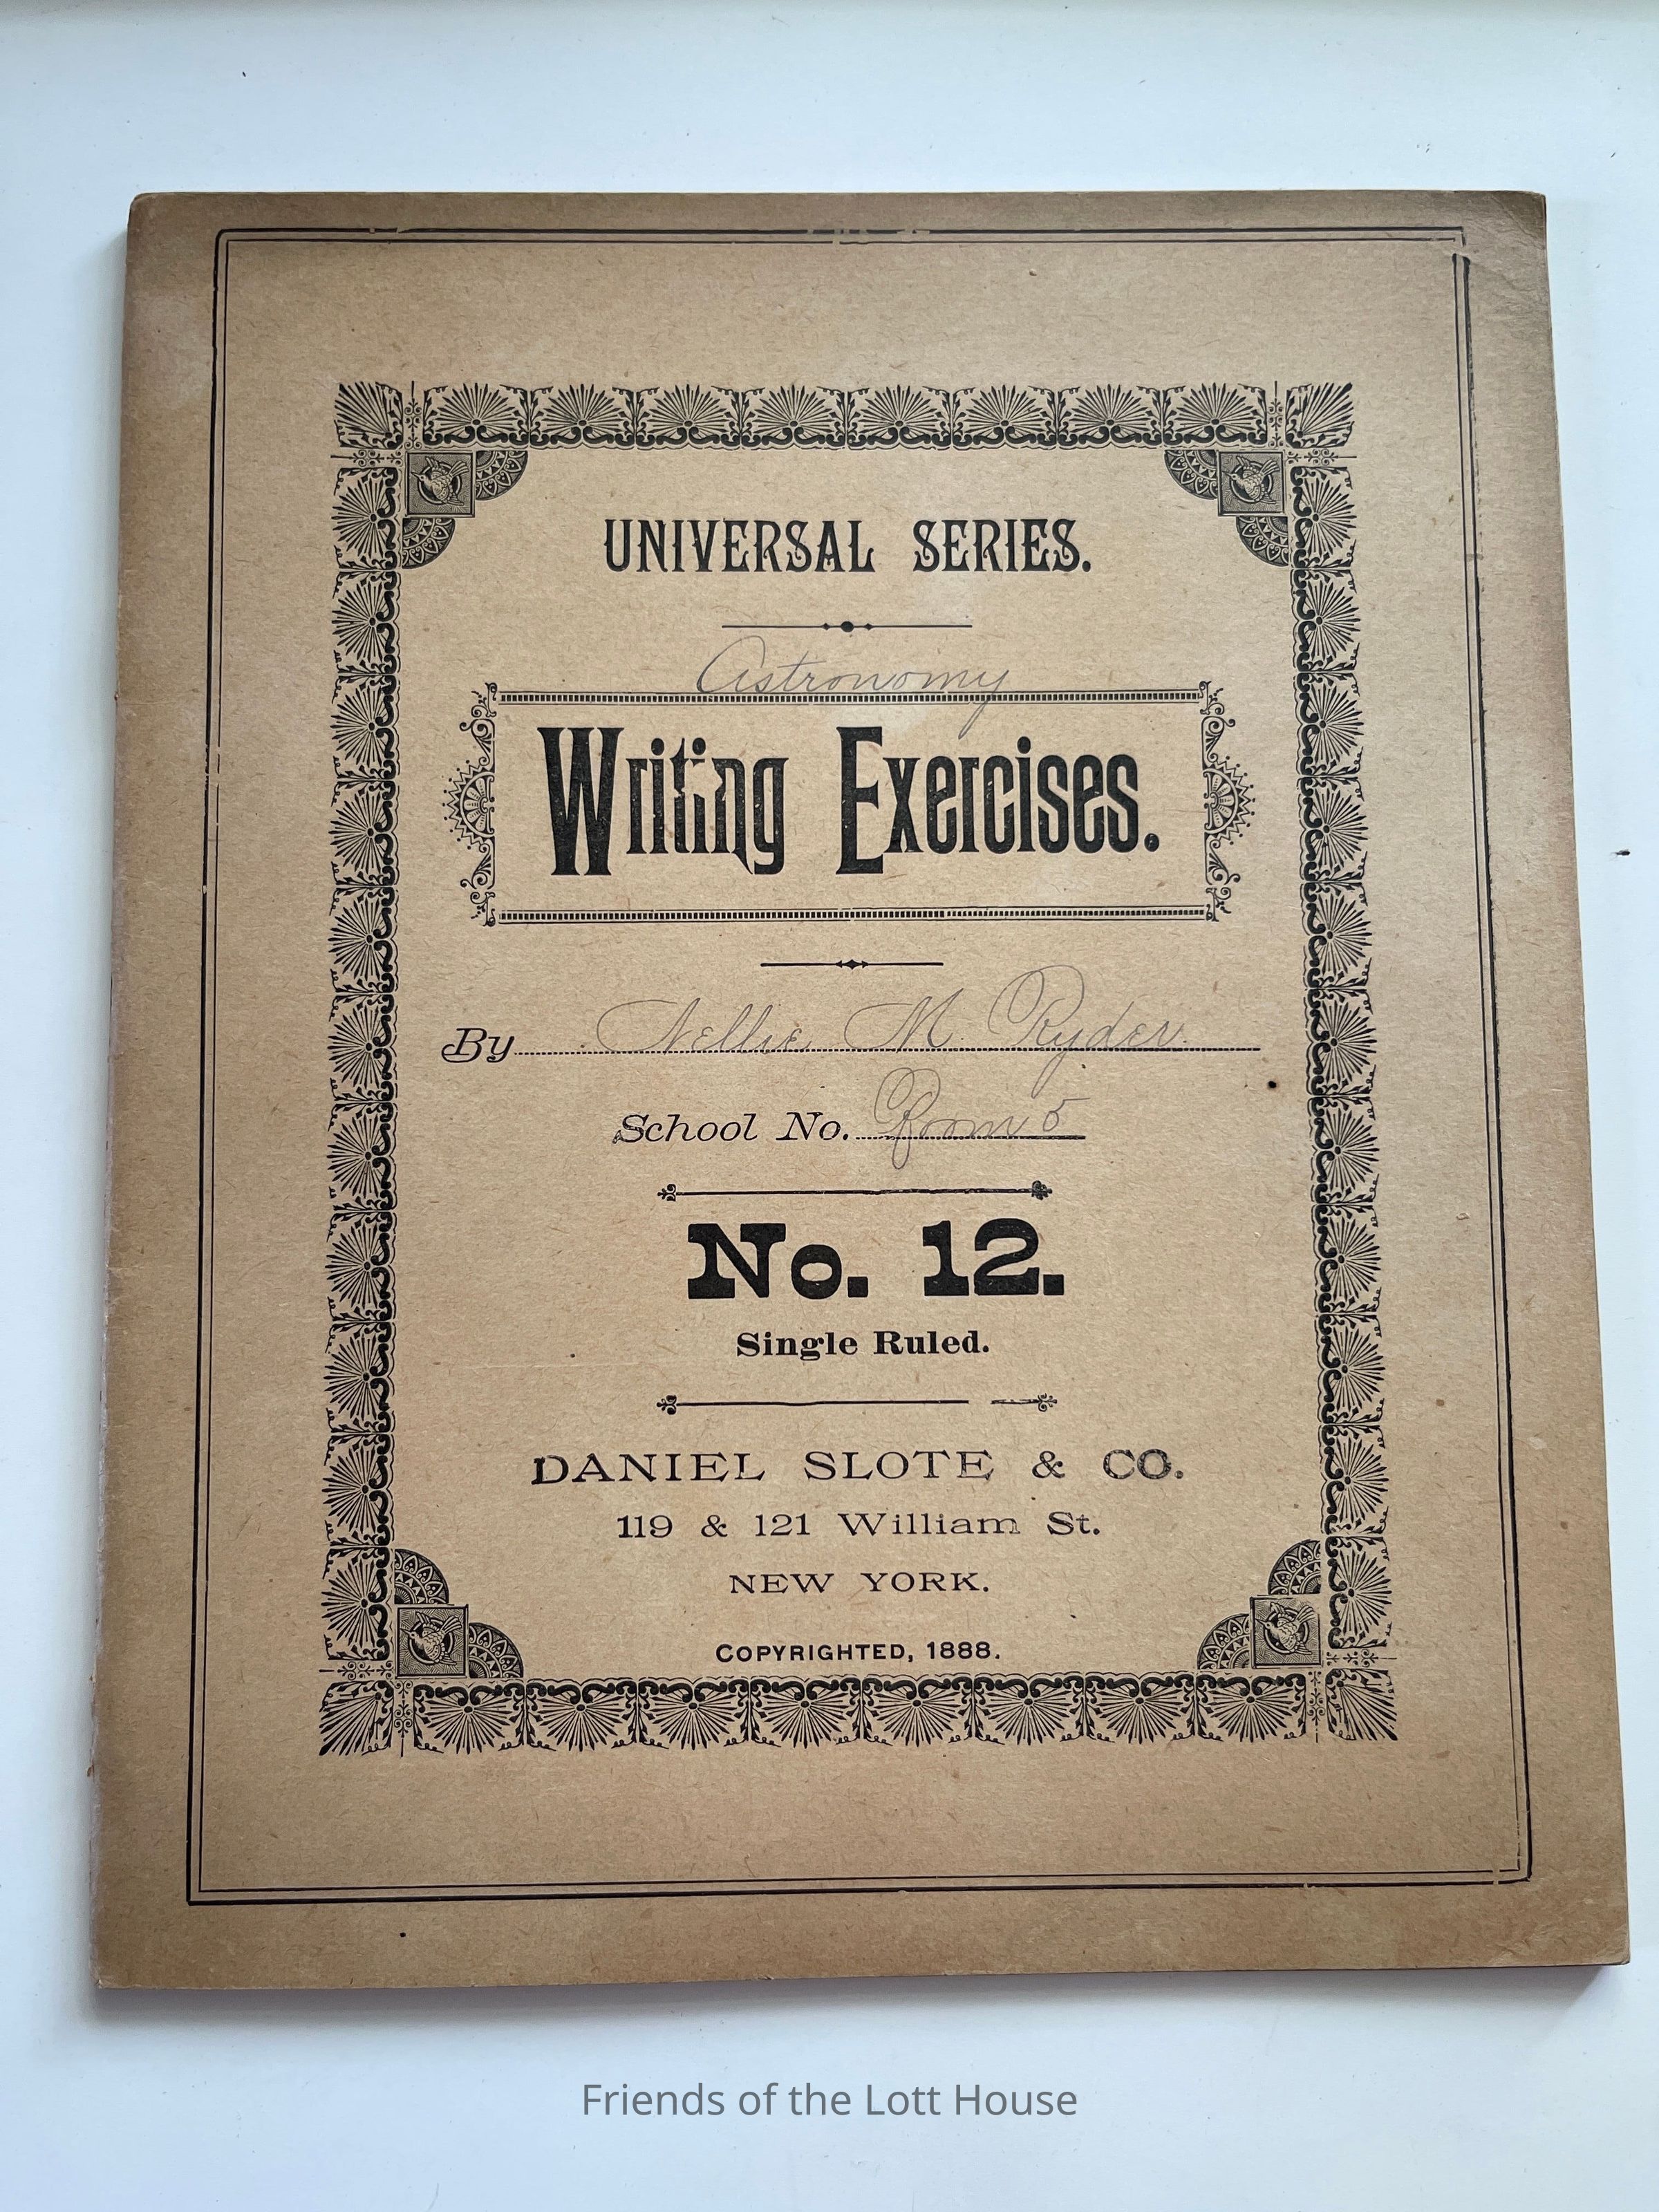 UNIVERSAL SERIES.
Astronomy
Writing Exercises.
By Nellie M. Ryder.
School No. Room 5
No. 12.
Single Ruled.
DANIEL SLOTE & CO.
119 & 121 William St.
NEW YORK.
COPYRIGHTED, 1888.
Friends of the Lott House